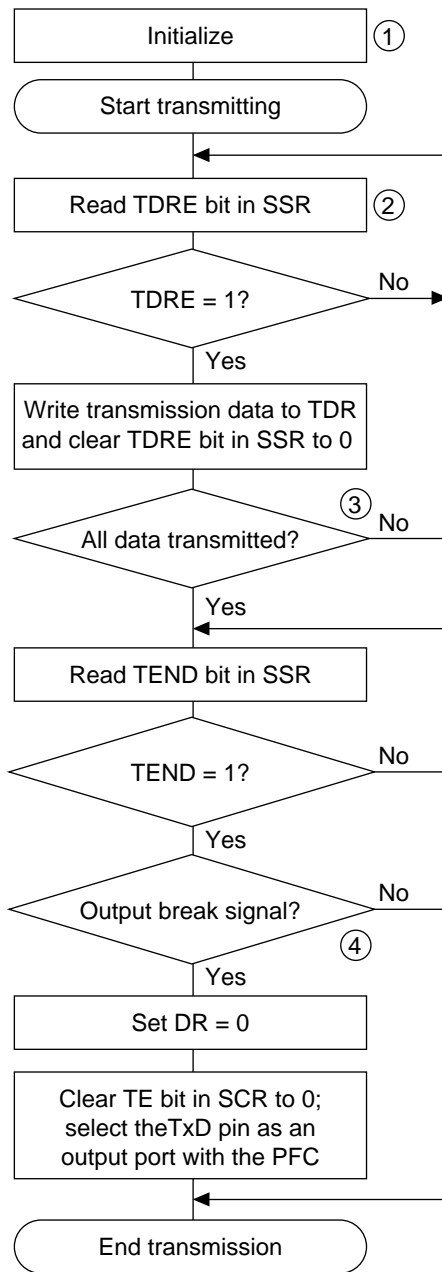 Initialize
①
Start transmitting
Read TDRE bit in SSR
②
TDRE = 1?
No
Yes
Write transmission data to TDR
and clear TDRE bit in SSR to 0
③
All data transmitted?
No
Yes
Read TEND bit in SSR
TEND = 1?
No
Yes
Output break signal?
No
④
Yes
Set DR = 0
Clear TE bit in SCR to 0;
select theTxD pin as an
output port with the PFC
End transmission